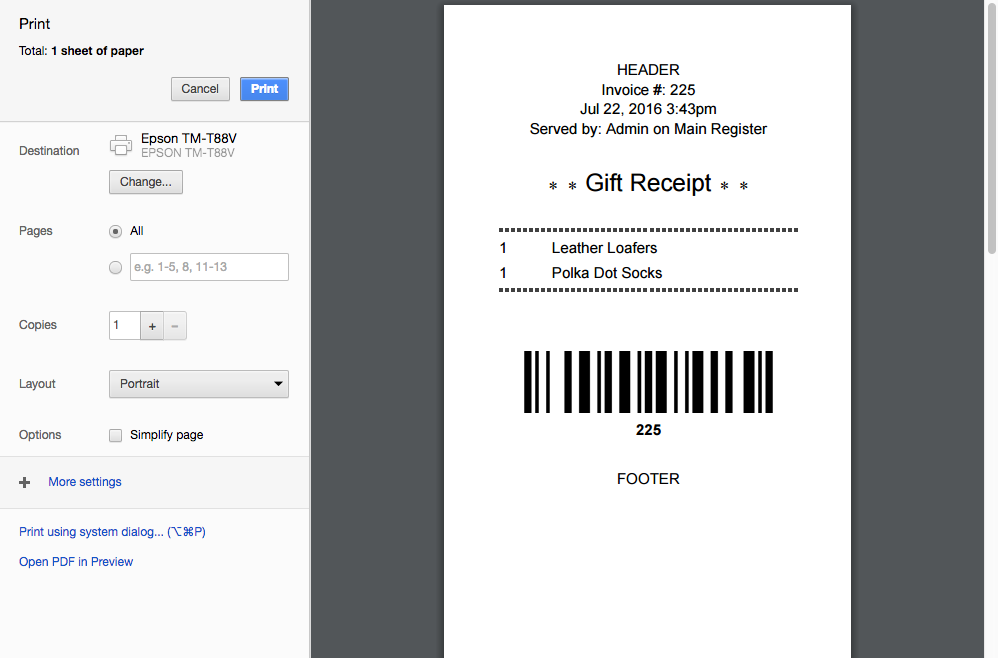 Print
Total: 1 sheet of paper
Cancel Print
Destination
Epson TM-T88V
EPSON TM-T88V
Change...
Pages
All
e.g. 1-5, 8, 11-13
Copies
1 + −
Layout
Portrait
Options
Simplify page
+ More settings
Print using system dialog... (⌥⌘P)
Open PDF in Preview
HEADER
Invoice #: 225
Jul 22, 2016 3:43pm
Served by: Admin on Main Register
* * Gift Receipt * *
1 Leather Loafers
1 Polka Dot Socks
225
FOOTER